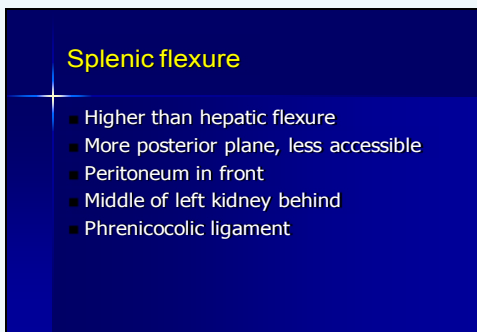 Splenic flexure
Higher than hepatic flexure
More posterior plane, less accessible
Peritoneum in front
Middle of left kidney behind
Phrenicocolic ligament